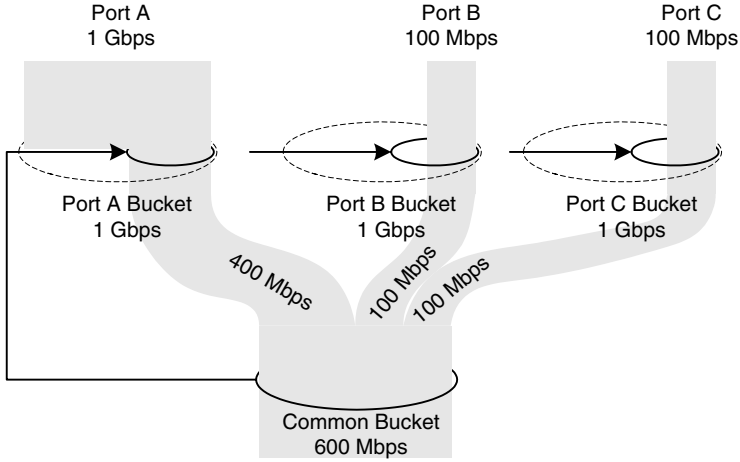 Port A
1 Gbps
Port B
100 Mbps
Port C
100 Mbps
Port A Bucket
1 Gbps
Port B Bucket
1 Gbps
Port C Bucket
1 Gbps
400 Mbps
100 Mbps
100 Mbps
Common Bucket
600 Mbps